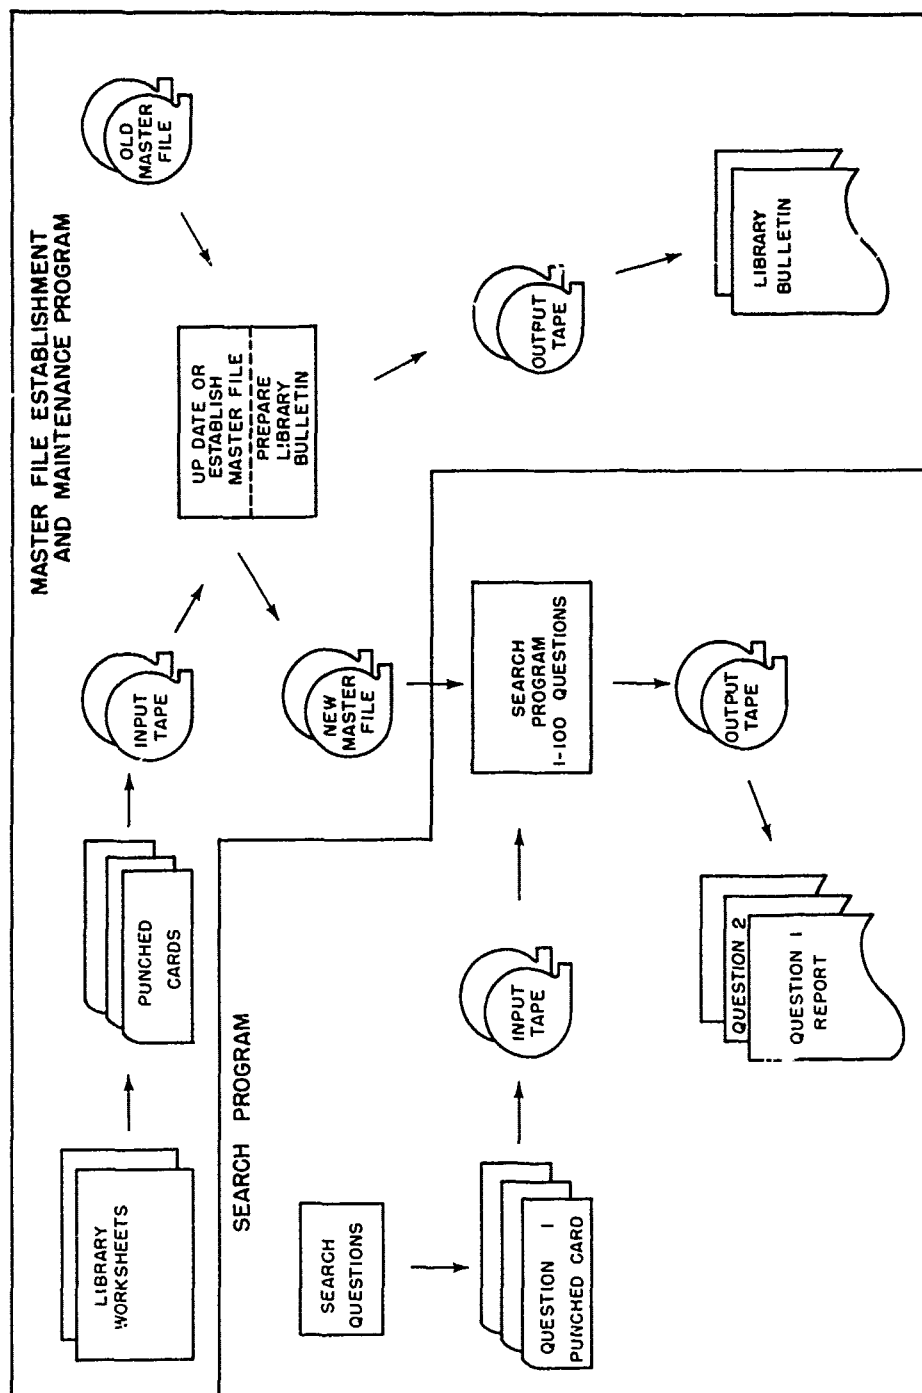 MASTER FILE ESTABLISHMENT
AND MAINTENANCE PROGRAM
LIBRARY
WORKSHEETS
PUNCHED
CARDS
INPUT
TAPE
OLD
MASTER
FILE
UP DATE OR
ESTABLISH
MASTER FILE
PREPARE
LIBRARY
BULLETIN
NEW
MASTER
FILE
OUTPUT
TAPE
LIBRARY
BULLETIN
SEARCH PROGRAM
SEARCH
QUESTIONS
QUESTION 1
PUNCHED CARD
INPUT
TAPE
SEARCH
PROGRAM
1-100 QUESTIONS
OUTPUT
TAPE
QUESTION 2
QUESTION 1
REPORT